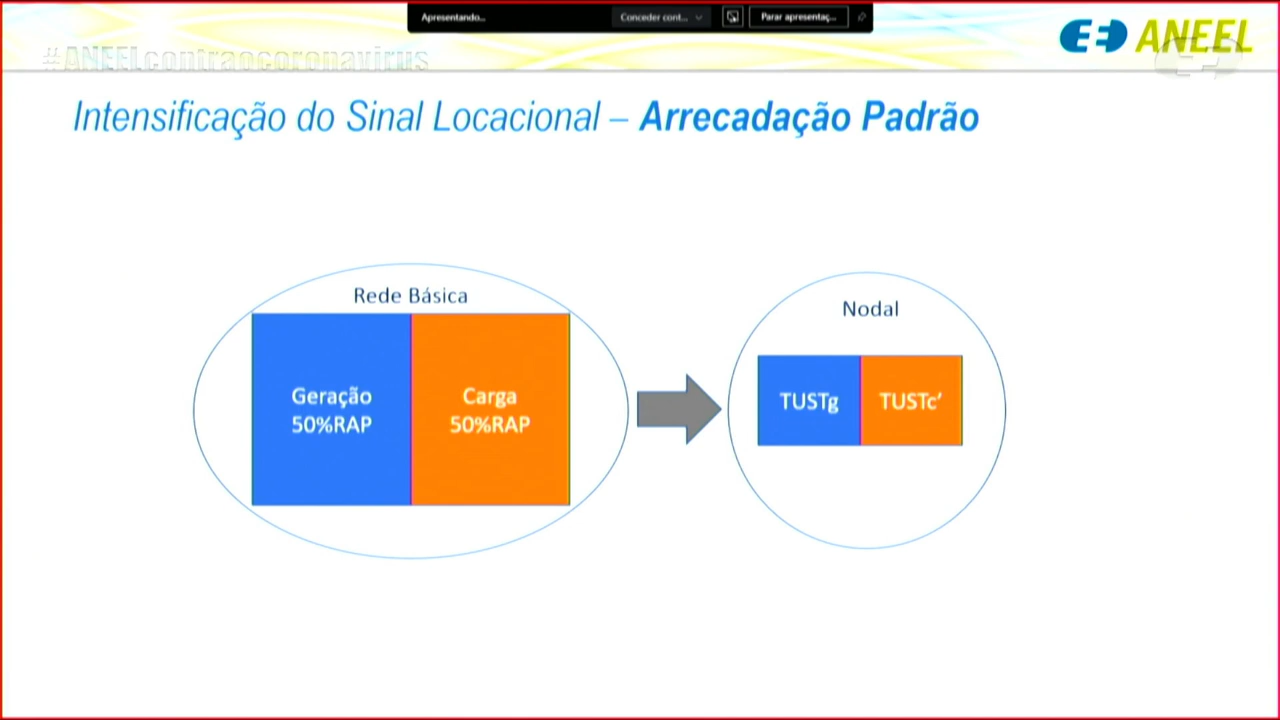 Apresentando...
Conceder cont...
Parar apresentaç...
ANEEL
#ANEELcontraocoronavirus
Intensificação do Sinal Locacional – Arrecadação Padrão
Rede Básica
Geração
50%RAP
Carga
50%RAP
Nodal
TUSTg
TUSTc’